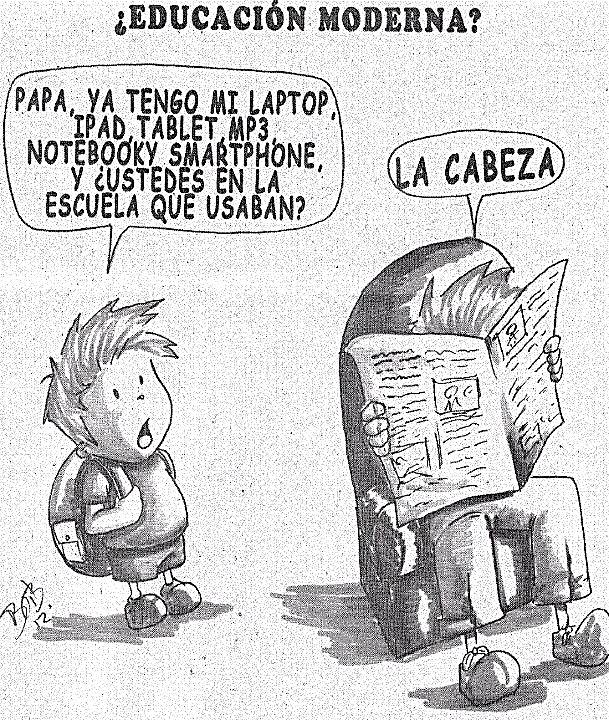 ¿EDUCACIÓN MODERNA?
PAPA, YA TENGO MI LAPTOP,
IPAD,TABLET,MP3,
NOTEBOOKY SMARTPHONE,
Y ¿USTEDES EN LA
ESCUELA QUE USABAN?
LA CABEZA
12.